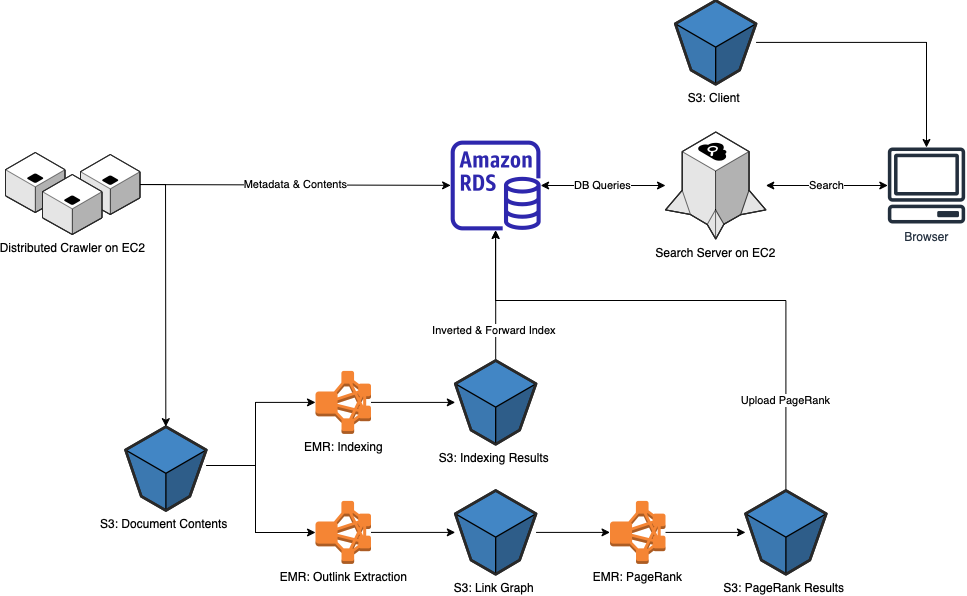 S3: Client
Amazon
RDS
Metadata & Contents
DB Queries
Search
Browser
Distributed Crawler on EC2
Search Server on EC2
Inverted & Forward Index
Upload PageRank
EMR: Indexing
S3: Indexing Results
S3: Document Contents
EMR: Outlink Extraction
S3: Link Graph
EMR: PageRank
S3: PageRank Results